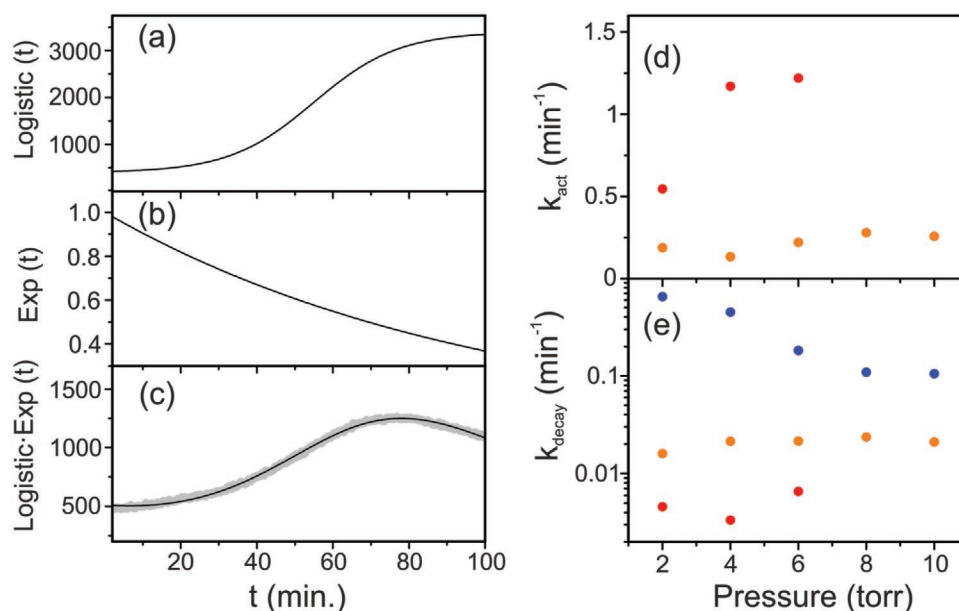 (a)
Logistic (t)
3000
2000
1000
(b)
Exp (t)
1.0
0.8
0.6
0.4
(c)
Logistic·Exp (t)
1500
1000
500
20 40 60 80 100
t (min.)
(d)
k_act (min⁻¹)
1.5
1
0.5
0
(e)
k_decay (min⁻¹)
0.1
0.01
2 4 6 8 10
Pressure (torr)